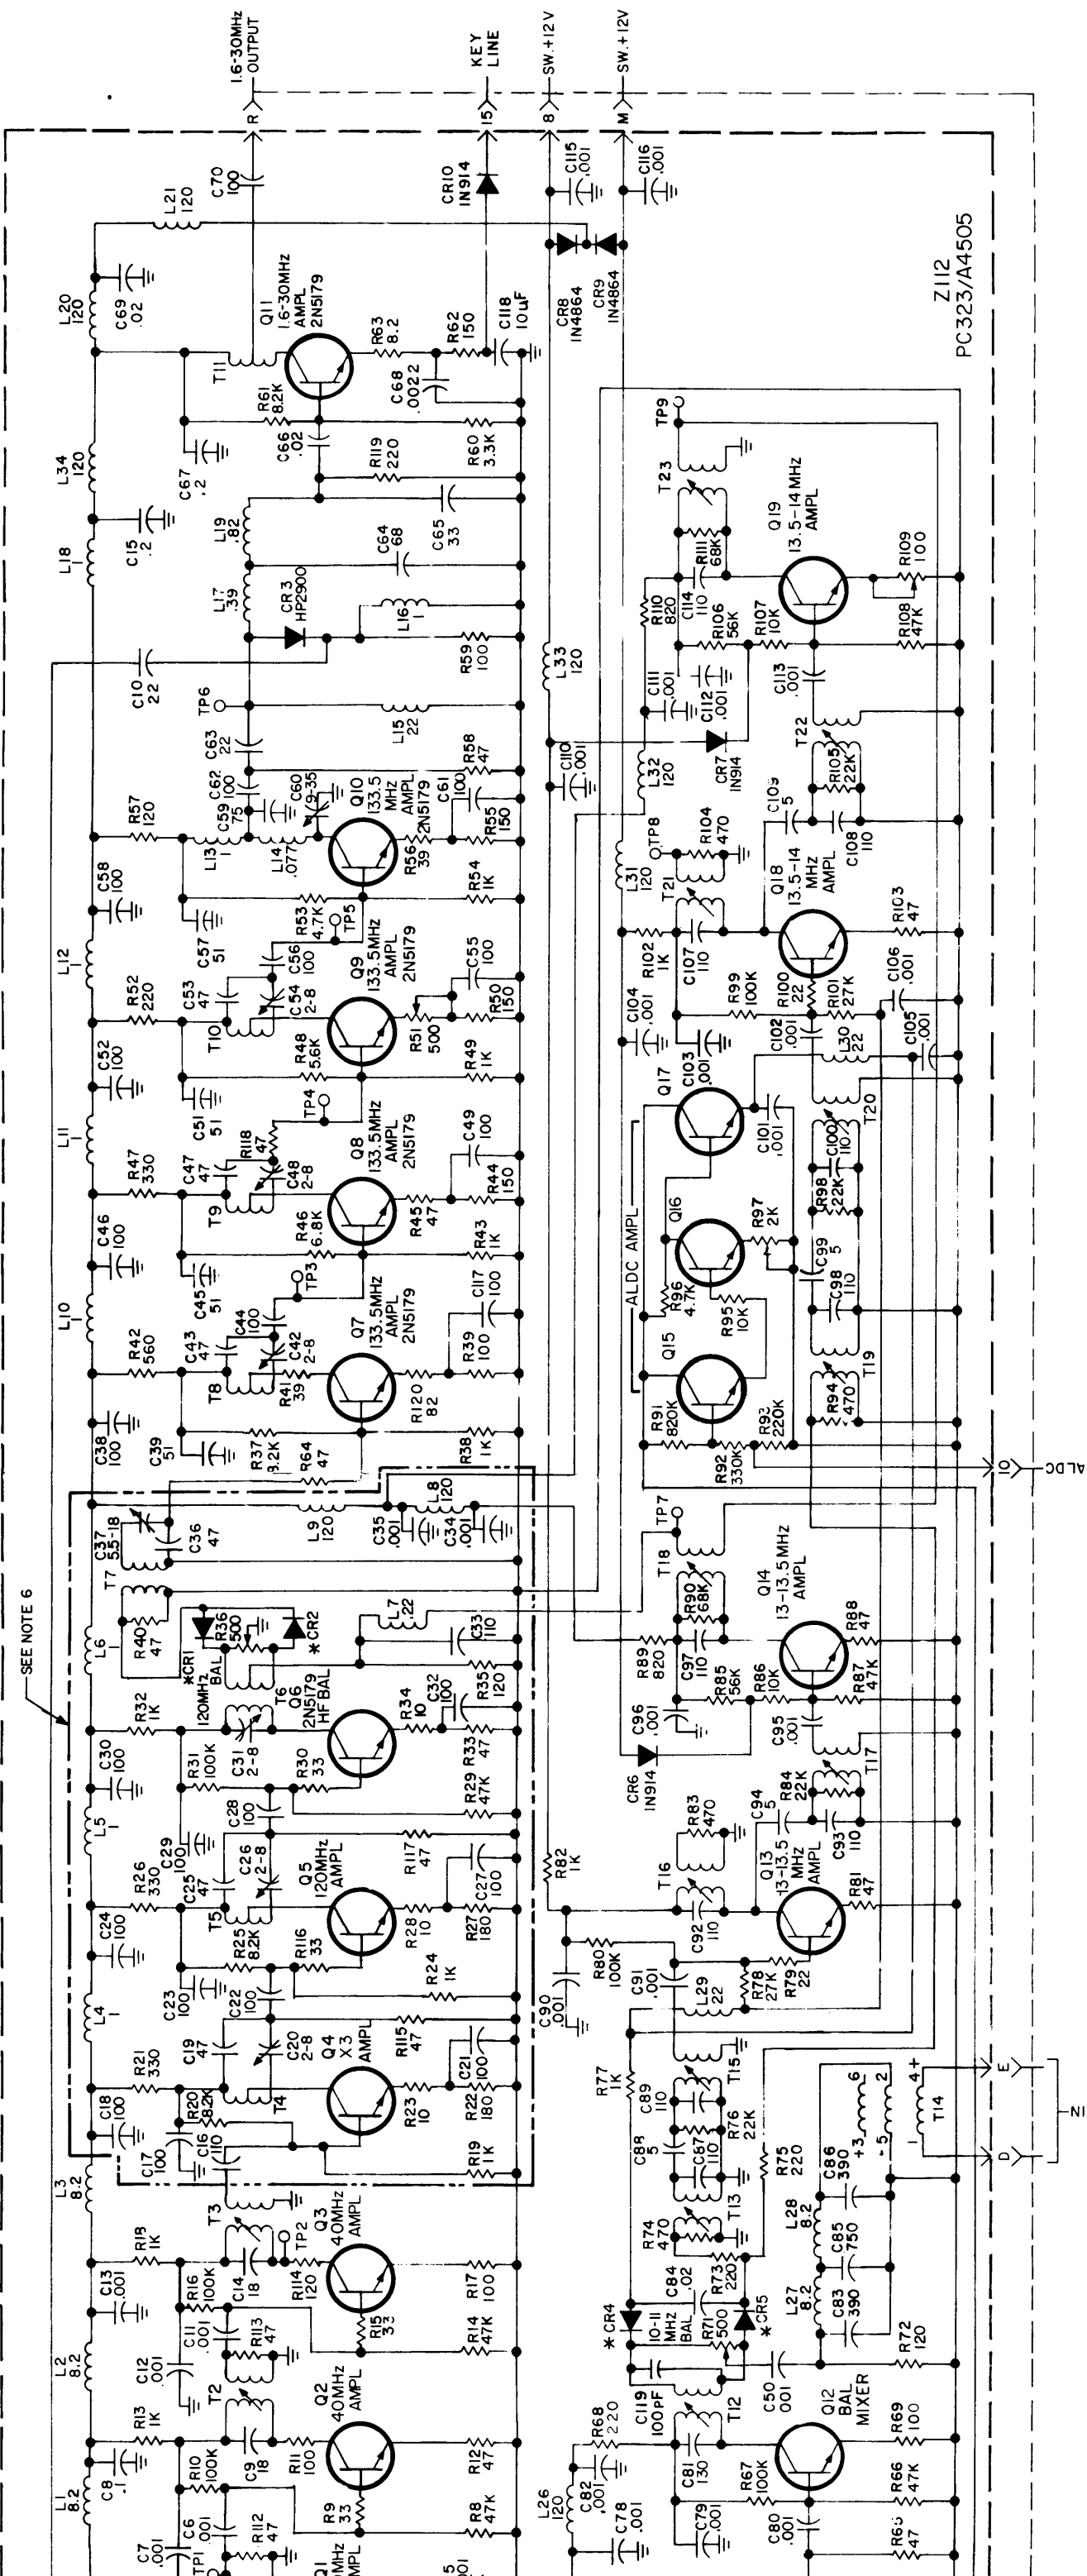 1.6-30MHz
OUTPUT
R
KEY
LINE
15
SW.+12V
8
SW.+12V
M
C70
100
L21
120
CR10
1N914
C115
.001
C116
.001
L20
120
C69
.02
Q11
1.6-30MHz
AMPL
2N5179
R63
8.2
R62
150
C118
10uF
CR8
1N4864
CR9
1N4864
Z112
PC323/A4505
T11
C68
.0022
R61
8.2K
C66
.02
R119
220
R60
3.3K
C67
.2
L34
120
C15
.2
L18
1
L19
.82
C65
33
C64
68
L17
.39
CR3
HP2900
L16
1
R59
100
C10
22
TP6
C63
22
L15
22
R58
47
L33
120
C110
.001
R57
120
C62
100
C59
75
C60
9-35
L13
1
L14
.077
Q10
133.5
MHz
AMPL
2N5179
C61
100
R56
39
R55
150
R54
1K
R53
4.7K
TP5
C58
100
C57
51
L12
1
R52
220
C53
47
C56
100
C54
2-8
T10
Q9
133.5MHz
AMPL
2N5179
C55
100
R51
500
R50
150
R49
1K
R48
5.6K
TP4
C52
100
C51
51
L11
1
R47
330
C47
47
R118
47
C48
2-8
T9
Q8
133.5MHz
AMPL
2N5179
C49
100
R45
47
R44
150
R43
1K
R46
6.8K
TP3
C46
100
C45
51
L10
1
R42
560
C43
47
C44
100
C42
2-8
T8
R41
39
Q7
133.5MHz
AMPL
2N5179
C117
100
R120
82
R39
100
R38
1K
R37
R64
47
C38
100
C39
51
TP9
T23
Q19
13.5-14MHz
AMPL
R109
100
R111
68K
C114
110
R110
820
R106
56K
R107
10K
R108
47K
C111
.001
C112
.001
C113
.001
CR7
1N914
L32
120
T22
R105
22K
C109
5
C108
110
L31
120
TP8
R104
470
T21
Q18
13.5-14
MHz
AMPL
R103
47
R102
1K
C107
110
R99
100K
R100
22
R101
27K
C106
.001
C104
.001
C103
.001
C102
.001
L30
22
C105
.001
Q17
C101
.001
T20
ALDC AMPL
Q16
R97
2K
R98
22K
C100
110
R96
4.7K
R95
10K
C99
5
C98
110
Q15
T19
R94
470
R91
820K
R92
330K
R93
220K
10
ALDC
SEE NOTE 6
C37
5.5-18
C36
47
T7
L9
120
C35
.001
L8
120
C34
.001
R40
47
L6
1
*CR1
R36
500
*CR2
120MHz
BAL
L7
.22
C33
110
R32
1K
T6
Q6
2N5179
HF BAL
R34
10
C32
100
R35
120
R33
47
R31
100K
C31
2-8
R30
33
R29
47K
C30
100
C29
100
C28
100
L5
1
R26
330
C25
47
C26
2-8
R117
47
T5
Q5
120MHz
AMPL
C27
100
R28
10
R27
180
R25
8.2K
R116
33
R24
1K
C24
100
C23
100
C22
100
L4
1
R21
330
C19
47
C20
2-8
R115
47
Q4
X3
AMPL
T4
C21
100
R23
10
R22
180
R20
8.2K
C18
100
C17
100
C16
110
R19
1K
L3
8.2
R18
1K
T3
TP2
Q3
40MHz
AMPL
C14
18
R114
120
R17
100
C13
.001
R16
100K
R15
33
R14
47K
C11
.001
R113
47
C12
.001
L2
8.2
R13
1K
T2
Q2
40MHz
AMPL
C9
18
R11
100
R12
47
R10
100K
R9
33
R8
47K
L1
8.2
C8
.1
C6
.001
R112
47
C7
.001
TP1
Q1
TP7
T18
Q14
13-13.5MHz
AMPL
R90
68K
R88
47
R89
820
C97
110
R85
56K
R86
10K
R87
47K
C96
.001
C95
.001
CR6
1N914
T17
R84
22K
C94
5
C93
110
R83
470
R82
1K
T16
Q13
13-13.5
MHz
AMPL
R81
47
C92
110
R80
100K
R78
27K
R79
22
C91
.001
L29
22
C90
.001
R77
1K
T15
C89
110
R76
22K
C88
5
C87
110
T13
R75
220
R74
470
R73
220
C84
.02
*CR4
10-11
MHz
BAL
R71
500
*CR5
C119
100PF
T12
C50
.001
R72
120
6
2
4+
+3
5
1
T14
E
D
IN
C86
390
L28
8.2
C85
750
L27
8.2
C83
390
Q12
BAL
MIXER
R69
100
R68
220
C81
130
R67
100K
R66
47K
R65
47
L26
120
C82
.001
C78
.001
C79
.001
C80
.001